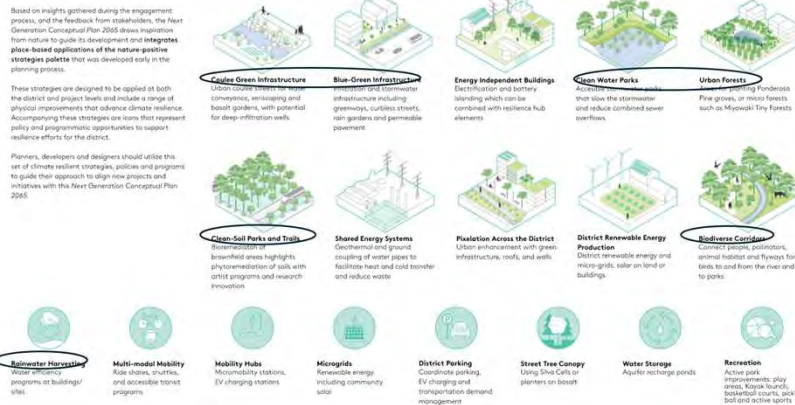 Based on insights gathered during the engagement
process, and the feedback from stakeholders, the Next
Generation Conceptual Plan 2065 draws inspiration
from nature to guide its development and integrates
place-based applications of the nature-positive
strategies palette that was developed early in the
planning process.
These strategies are designed to be applied at both
the district and project levels and include a range of
physical improvements that advance climate resilience.
Accompanying these strategies are icons that represent
policy and programmatic opportunities to support
resilience efforts for the district.
Planners, developers and designers should utilize this
set of climate resilient strategies, policies and programs
to guide their approach to align new projects and
initiatives with this Next Generation Conceptual Plan
2065.
Coulee Green Infrastructure
Urban coulee streets for water
conveyance, xeriscaping and
basalt gardens, with potential
for deep-infiltration wells
Blue-Green Infrastructure
Infiltration and stormwater
infrastructure including
greenways, curbless streets,
rain gardens and permeable
pavement
Energy Independent Buildings
Electrification and battery
islanding which can be
combined with resilience hub
elements
Clean Water Parks
Accessible stormwater parks
that slow the stormwater
and reduce combined sewer
overflows
Urban Forests
Areas for planting Ponderosa
Pine groves, or micro forests
such as Miyawaki Tiny Forests
Clean-Soil Parks and Trails
Bioremediation of
brownfield areas highlights
phytoremediation of soils with
artist programs and research
innovation
Shared Energy Systems
Geothermal and ground
coupling of water pipes to
facilitate heat and cold transfer
and reduce waste
Pixelation Across the District
Urban enhancement with green
infrastructure, roofs, and walls
District Renewable Energy
Production
District renewable energy and
micro-grids, solar on land or
buildings
Biodiverse Corridors
Connect people, pollinators,
animal habitat and flyways for
birds to and from the river and
to parks
Rainwater Harvesting
Water efficiency
programs at buildings/
sites
Multi-modal Mobility
Ride shares, shuttles,
and accessible transit
programs
Mobility Hubs
Micromobility stations,
EV charging stations
Microgrids
Renewable energy
including community
solar
District Parking
Coordinate parking,
EV charging and
transportation demand
management
Street Tree Canopy
Using Silva Cells or
planters on basalt
Water Storage
Aquifer recharge ponds
Recreation
Active park
improvements: play
areas, Kayak launch,
basketball courts, pickle
ball and active sports